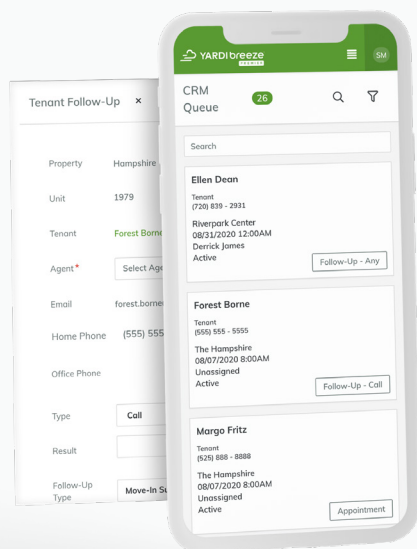 Tenant Follow-Up ×
Property Hampshire
Unit 1979
Tenant Forest Borne
Agent* Select Age
Email forest.borne
Home Phone (555) 555
Office Phone
Type Call
Result
Follow-Up
Type
Move-In Su
YARDI breeze
PREMIER
SM
CRM
Queue
26
Search
Ellen Dean
Tenant
(720) 839 - 2931
Riverpark Center
08/31/2020 12:00AM
Derrick James
Active
Follow-Up - Any
Forest Borne
Tenant
(555) 555 - 5555
The Hampshire
08/07/2020 8:00AM
Unassigned
Active
Follow-Up - Call
Margo Fritz
Tenant
(525) 888 - 8888
The Hampshire
08/07/2020 8:00AM
Unassigned
Active
Appointment